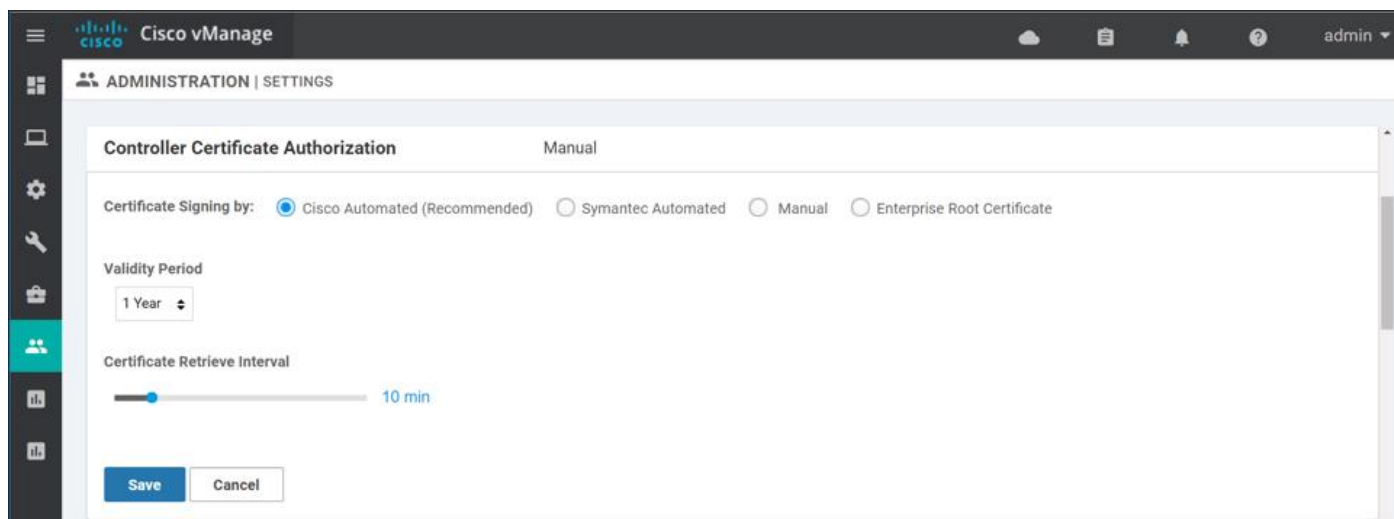 CISCO Cisco vManage admin
ADMINISTRATION | SETTINGS
Controller Certificate Authorization Manual
Certificate Signing by: Cisco Automated (Recommended) Symantec Automated Manual Enterprise Root Certificate
Validity Period
1 Year
Certificate Retrieve Interval
10 min
Save Cancel